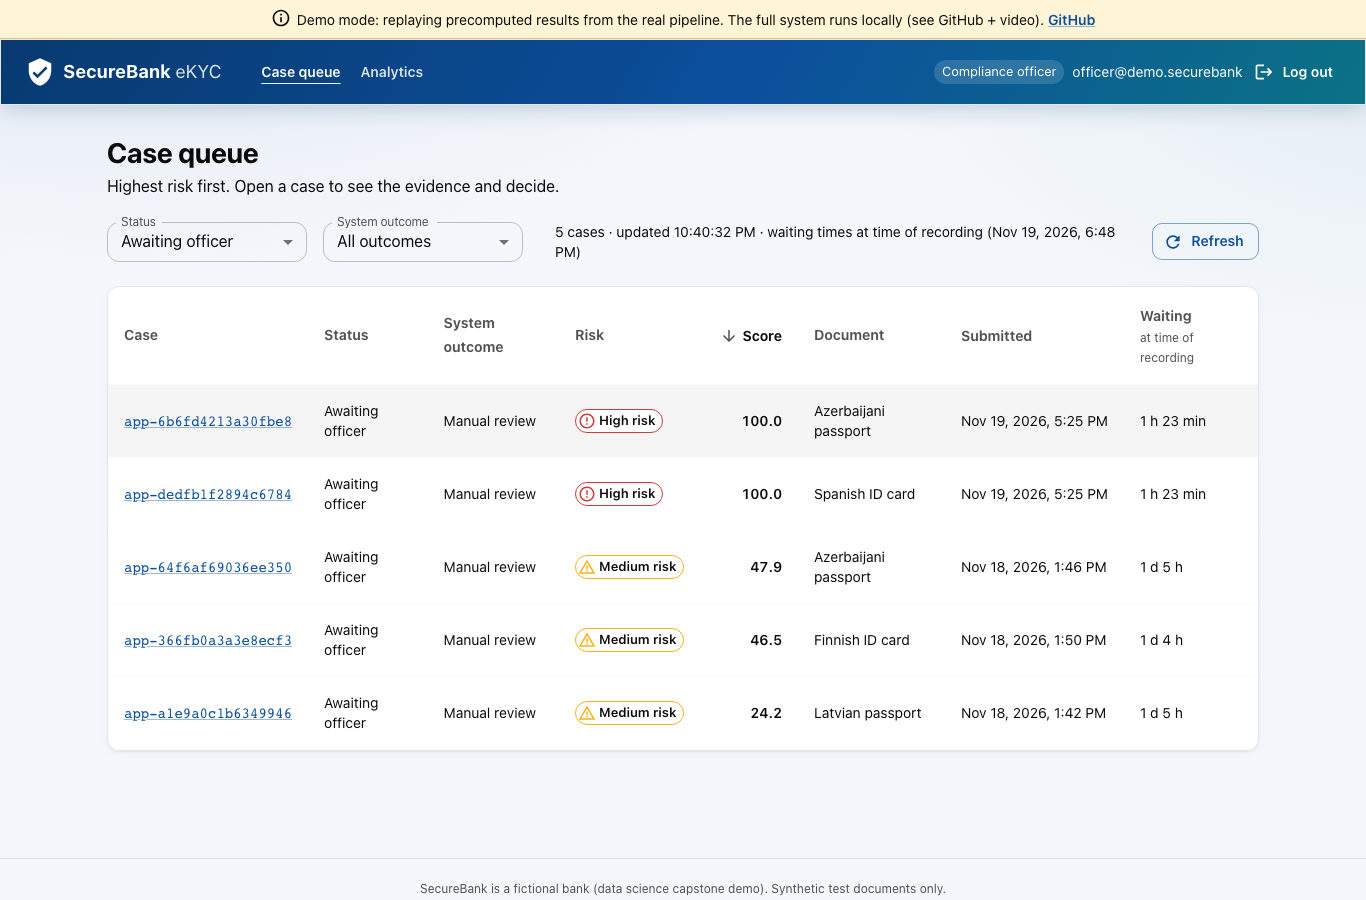 Demo mode: replaying precomputed results from the real pipeline. The full system runs locally (see GitHub + video). GitHub
SecureBank eKYC
Case queue
Analytics
Compliance officer
officer@demo.securebank
Log out
Case queue
Highest risk first. Open a case to see the evidence and decide.
Status
Awaiting officer
System outcome
All outcomes
5 cases · updated 10:40:32 PM · waiting times at time of recording (Nov 19, 2026, 6:48
PM)
Refresh
Case
Status
System
outcome
Risk
Score
Document
Submitted
Waiting
at time of
recording
app-6b6fd4213a30fbe8
Awaiting
officer
Manual review
High risk
100.0
Azerbaijani
passport
Nov 19, 2026, 5:25 PM
1 h 23 min
app-dedfb1f2894c6784
Awaiting
officer
Manual review
High risk
100.0
Spanish ID card
Nov 19, 2026, 5:25 PM
1 h 23 min
app-64f6af69036ee350
Awaiting
officer
Manual review
Medium risk
47.9
Azerbaijani
passport
Nov 18, 2026, 1:46 PM
1 d 5 h
app-366fb0a3a3e8ecf3
Awaiting
officer
Manual review
Medium risk
46.5
Finnish ID card
Nov 18, 2026, 1:50 PM
1 d 4 h
app-a1e9a0c1b6349946
Awaiting
officer
Manual review
Medium risk
24.2
Latvian passport
Nov 18, 2026, 1:42 PM
1 d 5 h
SecureBank is a fictional bank (data science capstone demo). Synthetic test documents only.